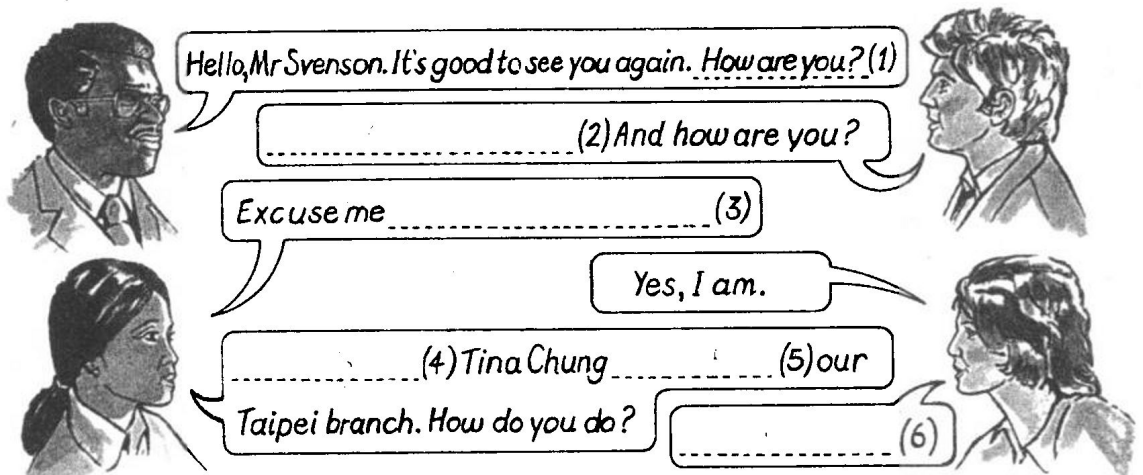 Hello, Mr Svenson. It's good to see you again. How are you? (1)
(2) And how are you?
Excuse me (3)
Yes, I am.
(4) Tina Chung (5) our
Taipei branch. How do you do?
(6)